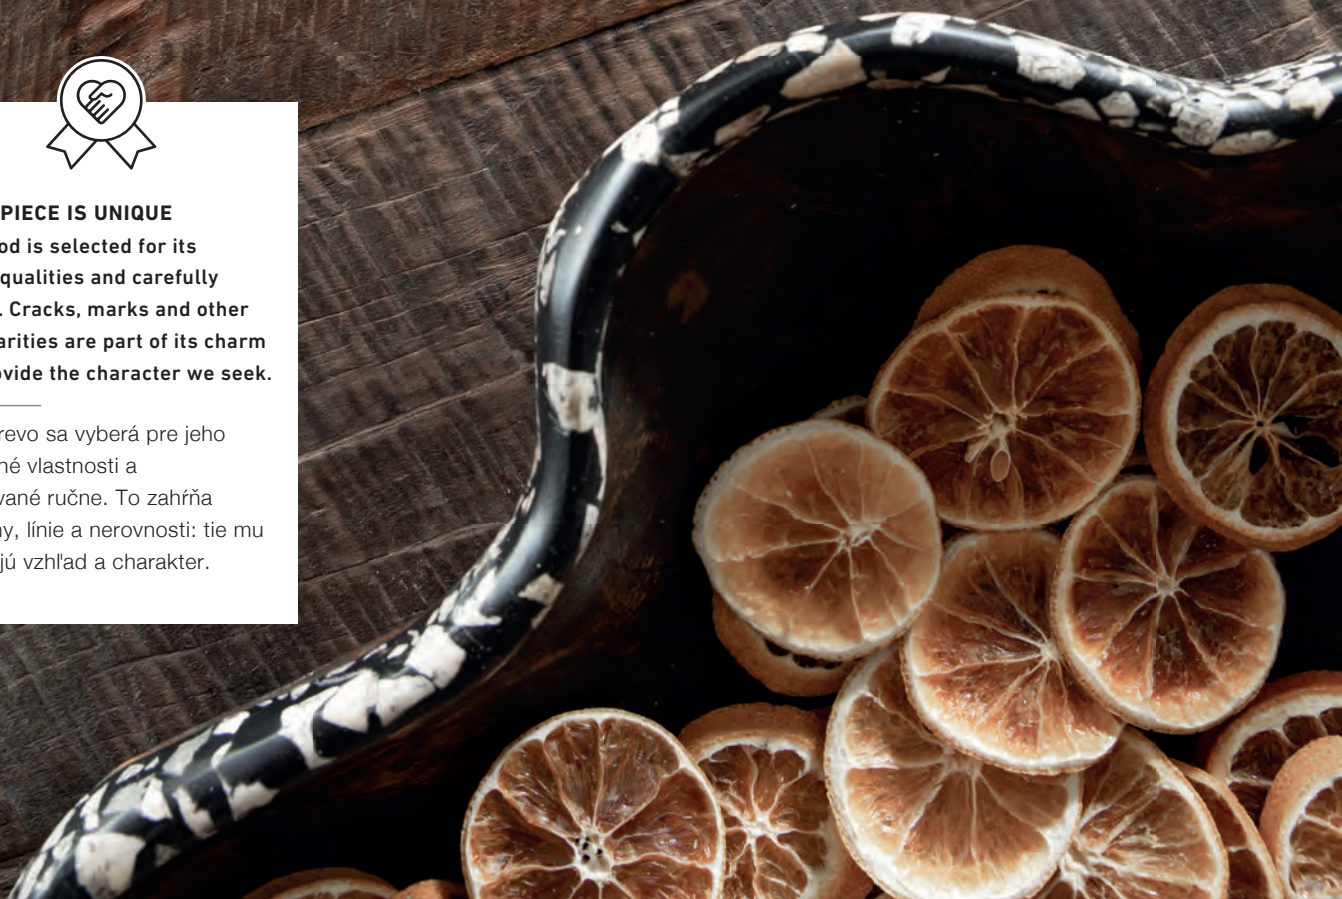 PIECE IS UNIQUE
od is selected for its
qualities and carefully
. Cracks, marks and other
arities are part of its charm
ovide the character we seek.
revo sa vyberá pre jeho
né vlastnosti a
vané ručne. To zahŕňa
ny, línie a nerovnosti: tie mu
jú vzhľad a charakter.